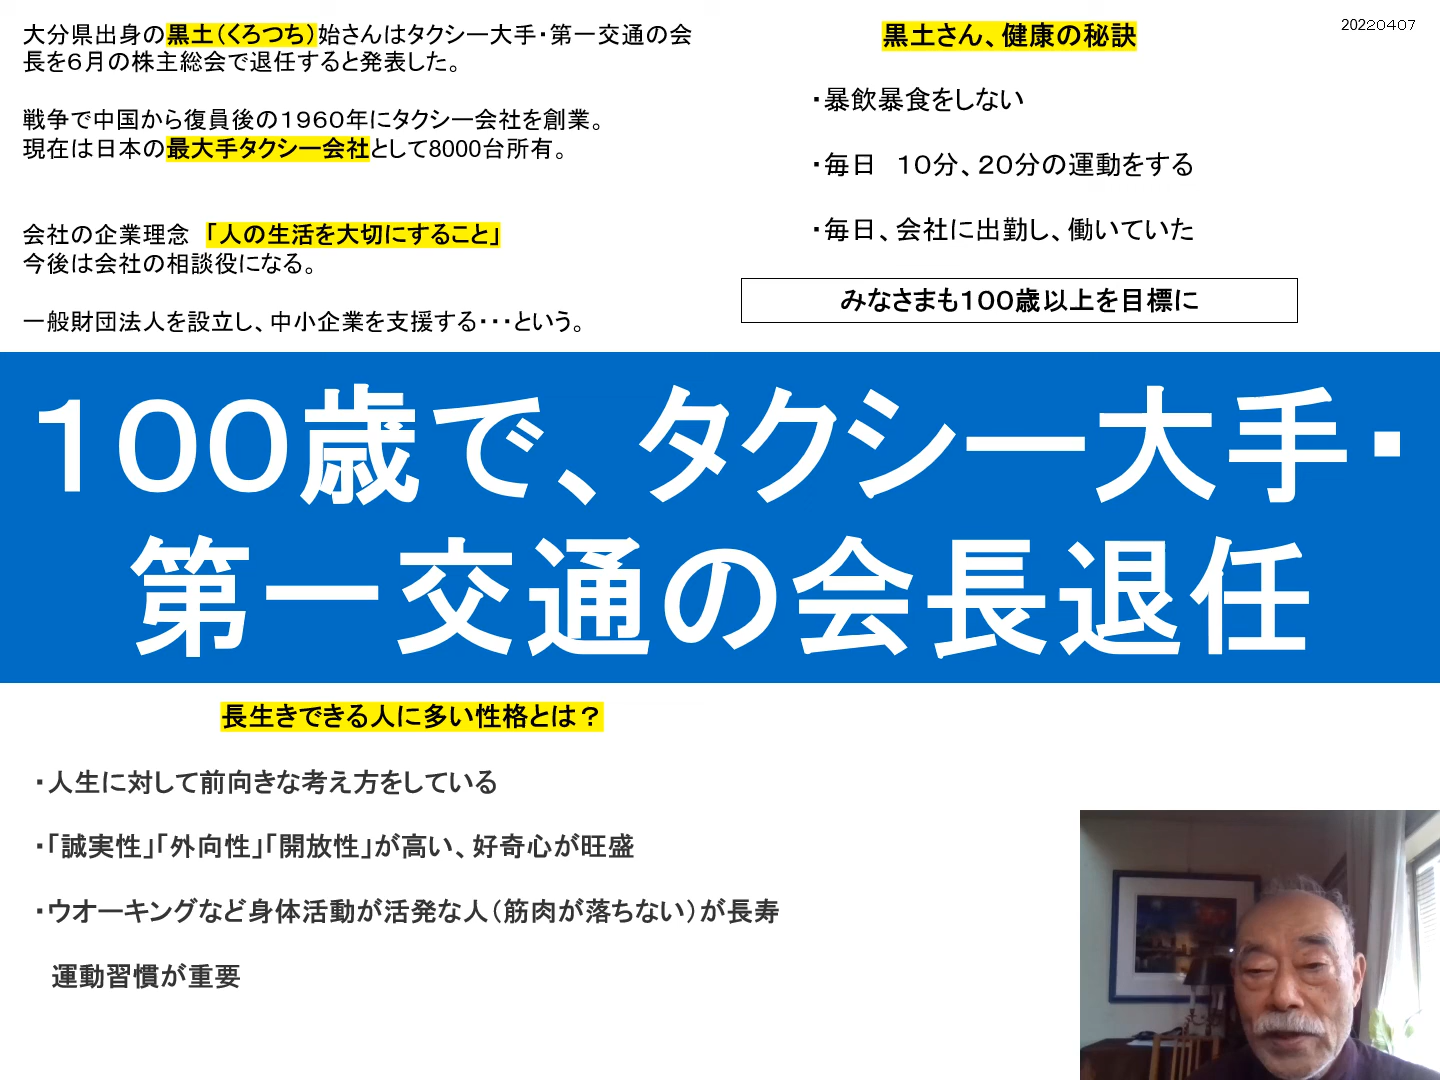 大分県出身の黒土（くろつち）始さんはタクシー大手・第一交通の会
長を６月の株主総会で退任すると発表した。
戦争で中国から復員後の１９６０年にタクシー会社を創業。
現在は日本の最大手タクシー会社として8000台所有。
会社の企業理念　「人の生活を大切にすること」
今後は会社の相談役になる。
一般財団法人を設立し、中小企業を支援する・・・という。
黒土さん、健康の秘訣
20220407
・暴飲暴食をしない
・毎日　１０分、２０分の運動をする
・毎日、会社に出勤し、働いていた
みなさまも１００歳以上を目標に
１００歳で、タクシー大手・
第一交通の会長退任
長生きできる人に多い性格とは？
・人生に対して前向きな考え方をしている
・「誠実性」「外向性」「開放性」が高い、好奇心が旺盛
・ウオーキングなど身体活動が活発な人（筋肉が落ちない）が長寿
運動習慣が重要